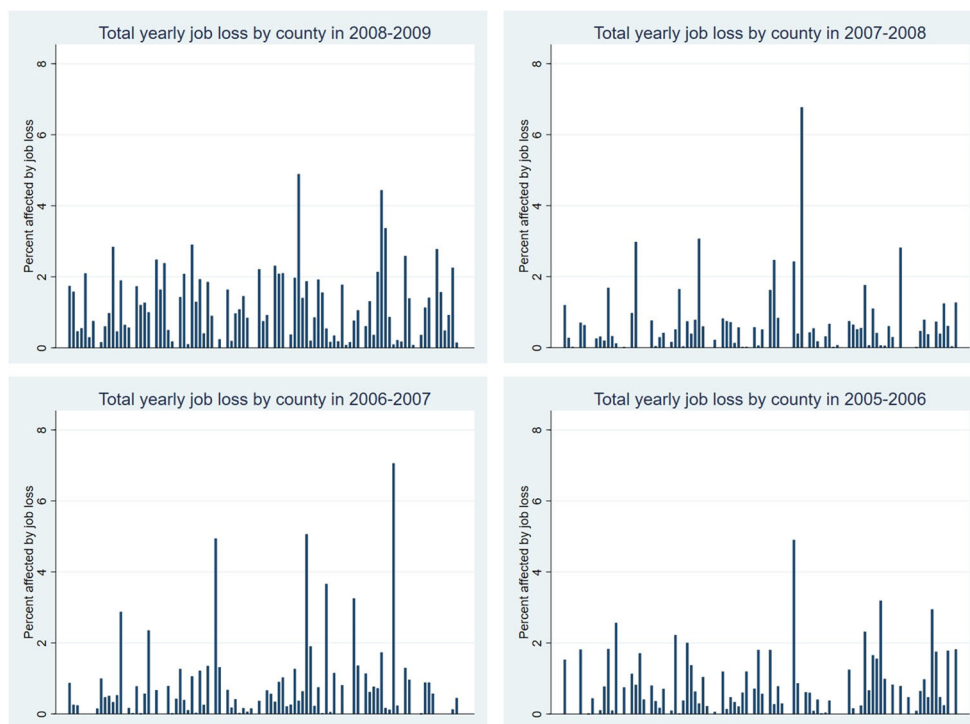 Total yearly job loss by county in 2008-2009
Percent affected by job loss
8
6
4
2
0
Total yearly job loss by county in 2007-2008
Percent affected by job loss
8
6
4
2
0
Total yearly job loss by county in 2006-2007
Percent affected by job loss
8
6
4
2
0
Total yearly job loss by county in 2005-2006
Percent affected by job loss
8
6
4
2
0